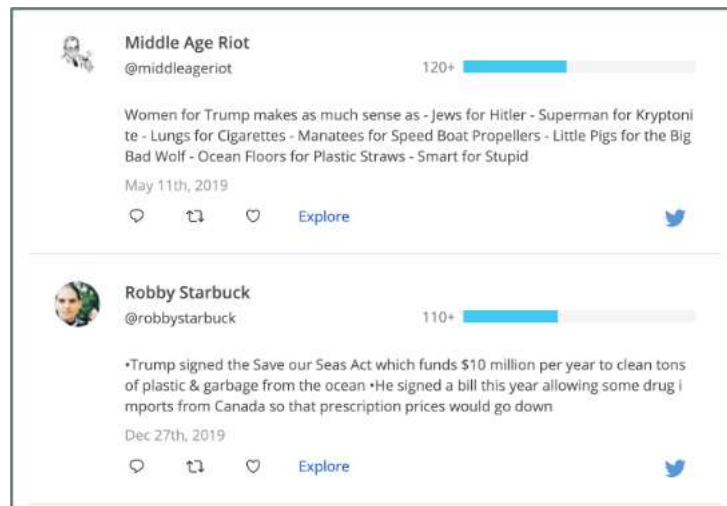 Middle Age Riot
@middleageriot
120+
Women for Trump makes as much sense as - Jews for Hitler - Superman for Kryptoni
te - Lungs for Cigarettes - Manatees for Speed Boat Propellers - Little Pigs for the Big
Bad Wolf - Ocean Floors for Plastic Straws - Smart for Stupid
May 11th, 2019
Explore
Robby Starbuck
@robbystarbuck
110+
•Trump signed the Save our Seas Act which funds $10 million per year to clean tons
of plastic & garbage from the ocean •He signed a bill this year allowing some drug i
mports from Canada so that prescription prices would go down
Dec 27th, 2019
Explore